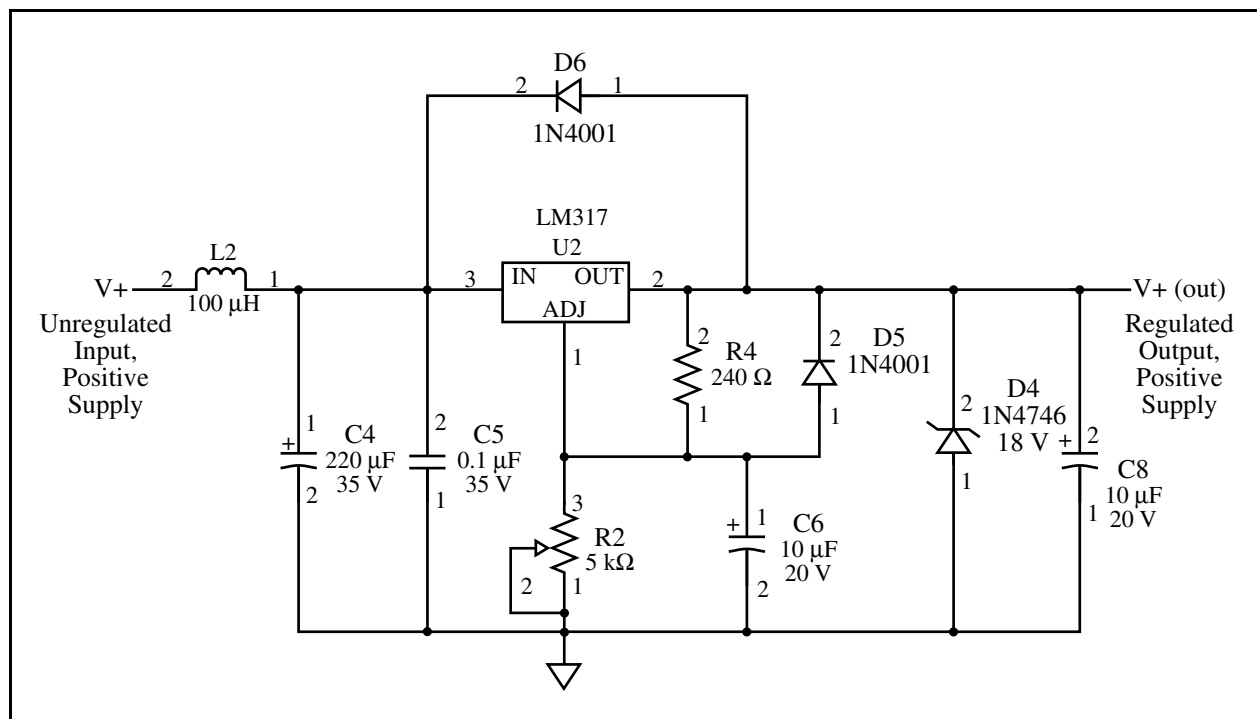 D6
2
1
1N4001
LM317
U2
L2
V+
2
1
100 µH
3
IN
OUT
2
ADJ
V+ (out)
Unregulated
Input,
Positive
Supply
Regulated
Output,
Positive
Supply
1
2
R4
240 Ω
1
2
D5
1N4001
1
2
D4
1N4746
18 V
1
1
+
C4
220 µF
35 V
2
2
C5
0.1 µF
35 V
1
+
2
C8
10 µF
20 V
1
3
R2
5 kΩ
2
1
+
1
C6
10 µF
20 V
2